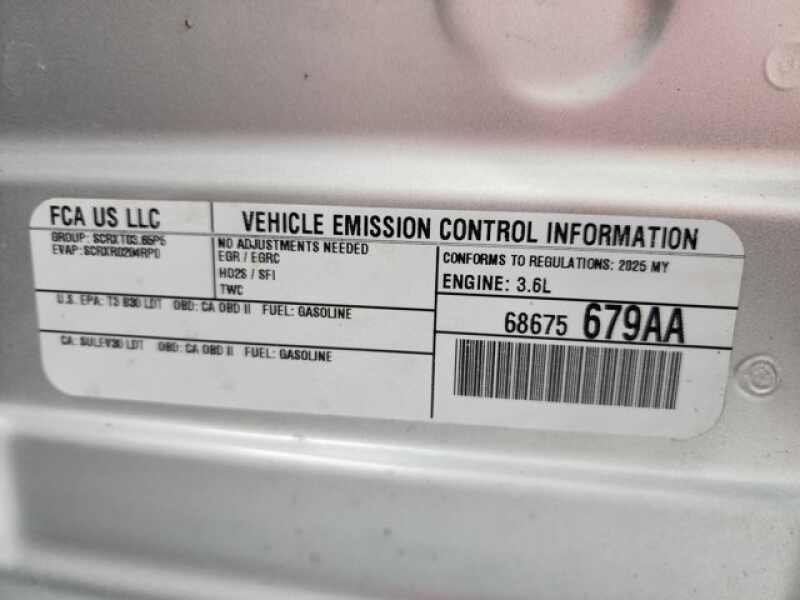 FCA US LLC
VEHICLE EMISSION CONTROL INFORMATION
GROUP: SCRXT03.65P5
EVAP:
NO ADJUSTMENTS NEEDED
EGR / EGRC
HO2S / SFI
TWC
CONFORMS TO REGULATIONS: 2025 MY
ENGINE: 3.6L
U.S. EPA: T3 B30 LDT OBD: CA OBD II FUEL: GASOLINE
68675 679AA
CA: SULEV30 LDT OBD: CA OBD II FUEL: GASOLINE